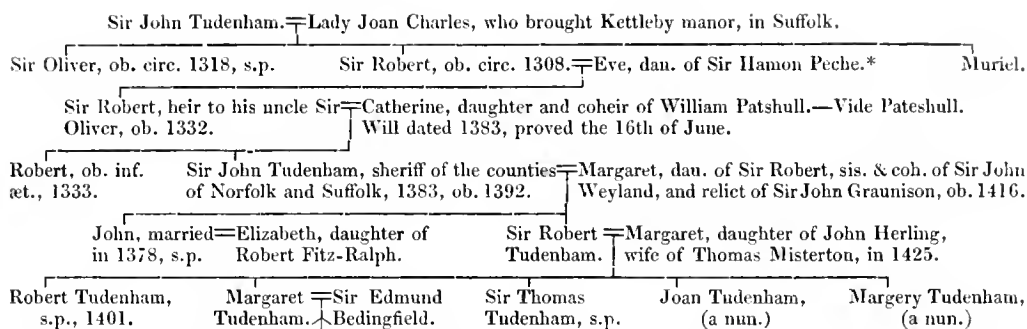 Sir John Tudenham.=Lady Joan Charles, who brought Kettleby manor, in Suffolk.
Sir Oliver, ob. circ. 1318, s.p. Sir Robert, ob. circ. 1308.=Eve, dau. of Sir Hamon Peche.* Muriel.
Sir Robert, heir to his uncle Sir=Catherine, daughter and coheir of William Patshull.—Vide Pateshull.
Oliver, ob. 1332. Will dated 1383, proved the 16th of June.
Robert, ob. inf. Sir John Tudenham, sheriff of the counties=Margaret, dau. of Sir Robert, sis. & coh. of Sir John
æt., 1333. of Norfolk and Suffolk, 1383, ob. 1392. Weyland, and relict of Sir John Graunison, ob. 1416.
John, married=Elizabeth, daughter of Sir Robert =Margaret, daughter of John Herling,
in 1378, s.p. Robert Fitz-Ralph. Tudenham. wife of Thomas Misterton, in 1425.
Robert Tudenham, Margaret =Sir Edmund Sir Thomas Joan Tudenham, Margery Tudenham,
s.p., 1401. Tudenham. Bedingfield. Tudenham, s.p. (a nun.) (a nun.)